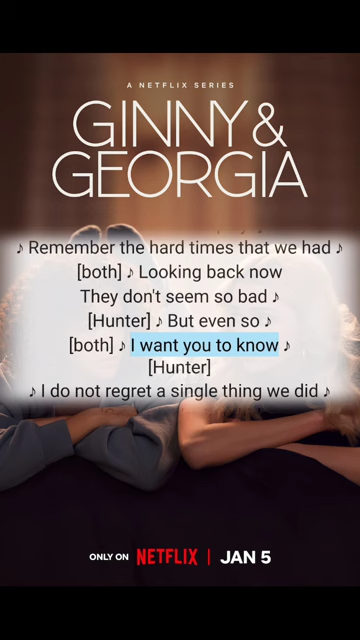 A NETFLIX SERIES
GINNY &
GEORGIA
♪ Remember the hard times that we had ♪
[both] ♪ Looking back now
They don't seem so bad ♪
[Hunter] ♪ But even so ♪
[both] ♪ I want you to know ♪
[Hunter]
♪ I do not regret a single thing we did ♪
ONLY ON NETFLIX | JAN 5